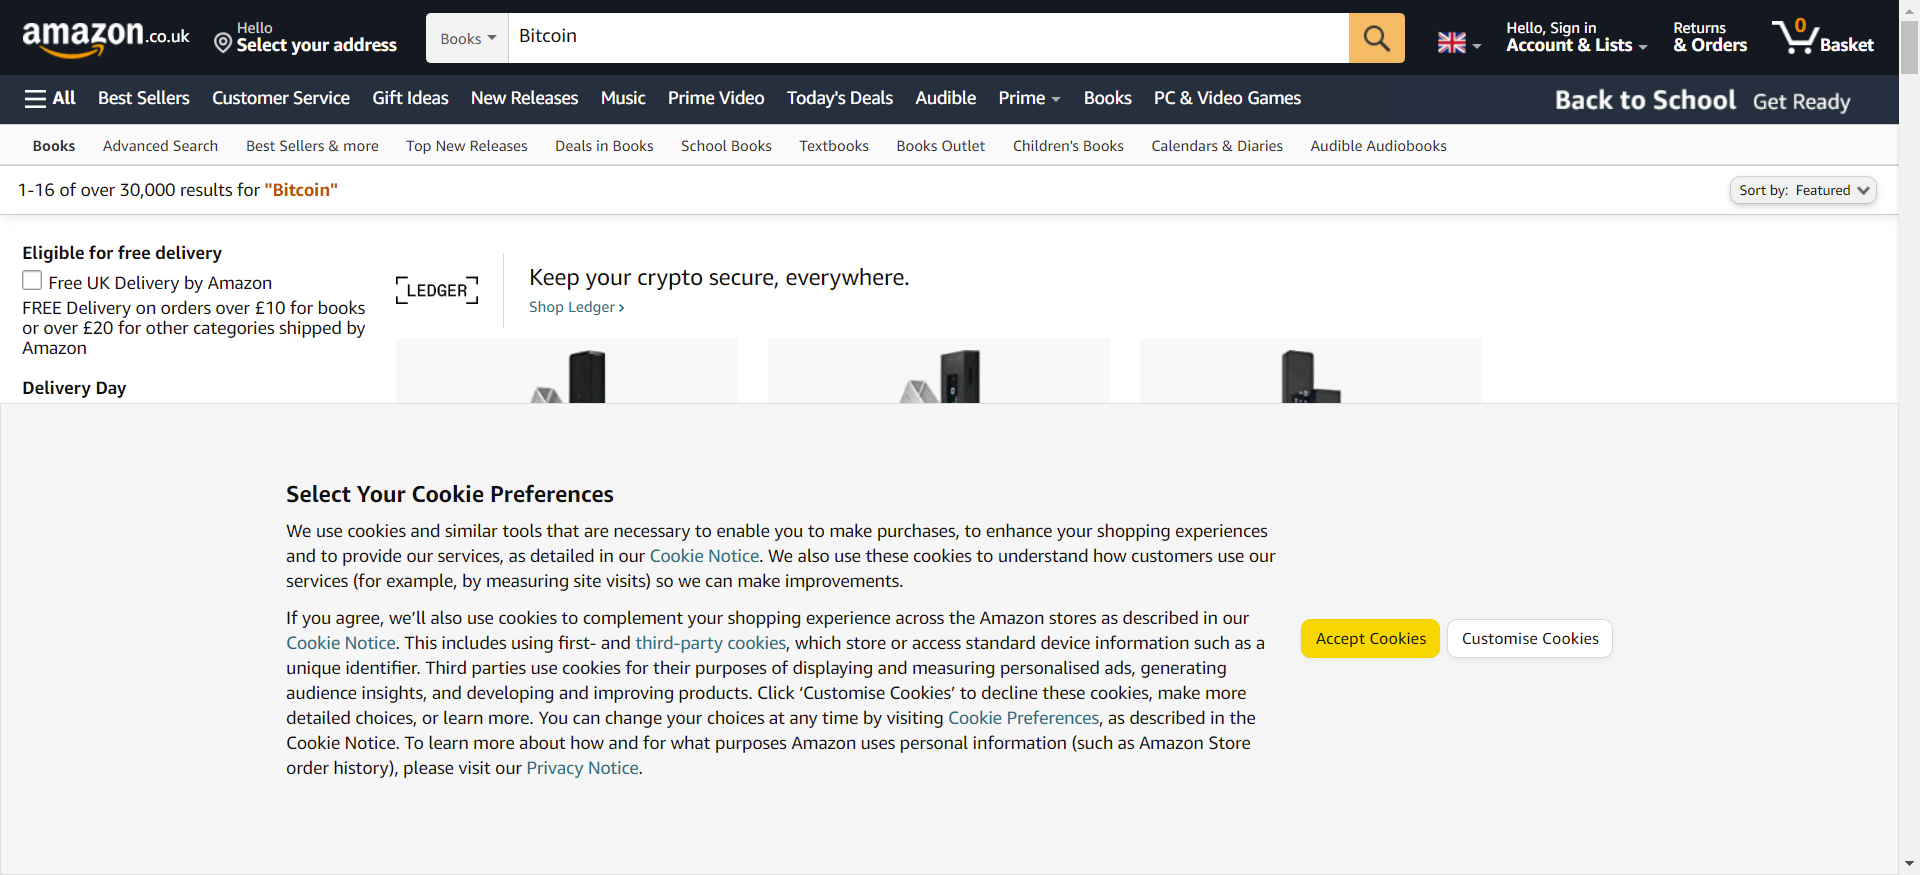 amazon.co.uk
Hello
Select your address
Books
Bitcoin
Hello, Sign in
Account & Lists
Returns
& Orders
0
Basket
All
Best Sellers
Customer Service
Gift Ideas
New Releases
Music
Prime Video
Today's Deals
Audible
Prime
Books
PC & Video Games
Back to School Get Ready
Books
Advanced Search
Best Sellers & more
Top New Releases
Deals in Books
School Books
Textbooks
Books Outlet
Children's Books
Calendars & Diaries
Audible Audiobooks
1-16 of over 30,000 results for "Bitcoin"
Sort by: Featured
Eligible for free delivery
Free UK Delivery by Amazon
FREE Delivery on orders over £10 for books
or over £20 for other categories shipped by
Amazon
Delivery Day
LEDGER
Keep your crypto secure, everywhere.
Shop Ledger ›
Select Your Cookie Preferences
We use cookies and similar tools that are necessary to enable you to make purchases, to enhance your shopping experiences
and to provide our services, as detailed in our Cookie Notice. We also use these cookies to understand how customers use our
services (for example, by measuring site visits) so we can make improvements.
If you agree, we’ll also use cookies to complement your shopping experience across the Amazon stores as described in our
Cookie Notice. This includes using first- and third-party cookies, which store or access standard device information such as a
unique identifier. Third parties use cookies for their purposes of displaying and measuring personalised ads, generating
audience insights, and developing and improving products. Click ‘Customise Cookies’ to decline these cookies, make more
detailed choices, or learn more. You can change your choices at any time by visiting Cookie Preferences, as described in the
Cookie Notice. To learn more about how and for what purposes Amazon uses personal information (such as Amazon Store
order history), please visit our Privacy Notice.
Accept Cookies
Customise Cookies